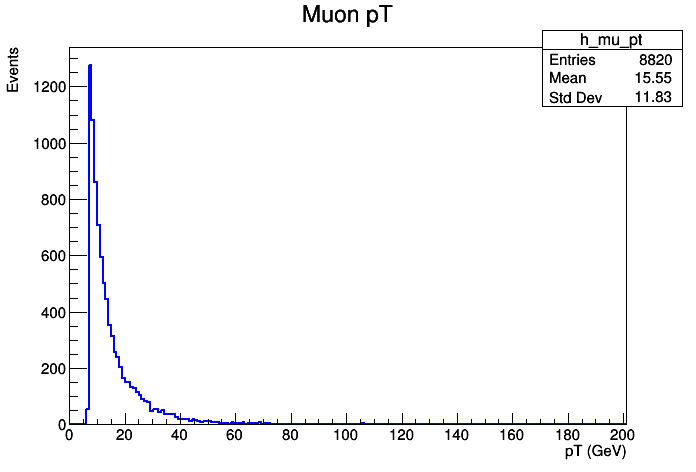 Muon pT
h_mu_pt
Entries 8820
Mean 15.55
Std Dev 11.83
Events
1200
1000
800
600
400
200
0
0 20 40 60 80 100 120 140 160 180 200
pT (GeV)